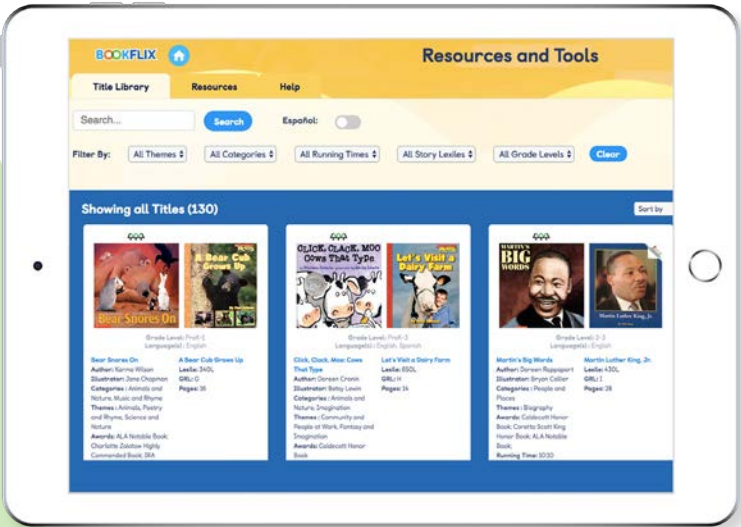 BOOKFLIX
Resources and Tools
Title Library Resources Help
Search... Search Español:
Filter By: All Themes All Categories All Running Times All Story Lexiles All Grade Levels Clear
Showing all Titles (130)
Sort by
Bear Snores On
A Bear Cub
Grows Up
CLICK, CLACK, MOO
Cows That Type
Let's Visit a
Dairy Farm
MARTIN'S
BIG
WORDS
Martin Luther King, Jr.
Grade Level: PreK-1
Language(s) : English
Bear Snores On
Author: Karma Wilson
Illustrator: Jane Chapman
Categories : Animals and
Nature, Music and Rhyme
Themes : Animals, Poetry
and Rhyme, Science and
Nature
Awards: ALA Notable Book;
Charlotte Zolotow Highly
Commended Book; IRA
A Bear Cub Grows Up
Lexile: 340L
GRL: G
Pages: 16
Grade Level: PreK-3
Language(s) : English, Spanish
Click, Clack, Moo: Cows
That Type
Author: Doreen Cronin
Illustrator: Betsy Lewin
Categories : Animals and
Nature, Imagination
Themes : Community and
People at Work, Fantasy and
Imagination
Awards: Caldecott Honor
Book
Let's Visit a Dairy Farm
Lexile: 650L
GRL: H
Pages: 16
Grade Level: 2-3
Language(s) : English
Martin's Big Words
Author: Doreen Rappaport
Illustrator: Bryan Collier
Categories : People and
Places
Themes : Biography
Awards: Caldecott Honor
Book; Coretta Scott King
Honor Book; ALA Notable
Book;
Running Time: 10:10
Martin Luther King, Jr.
Lexile: 430L
GRL: I
Pages: 28